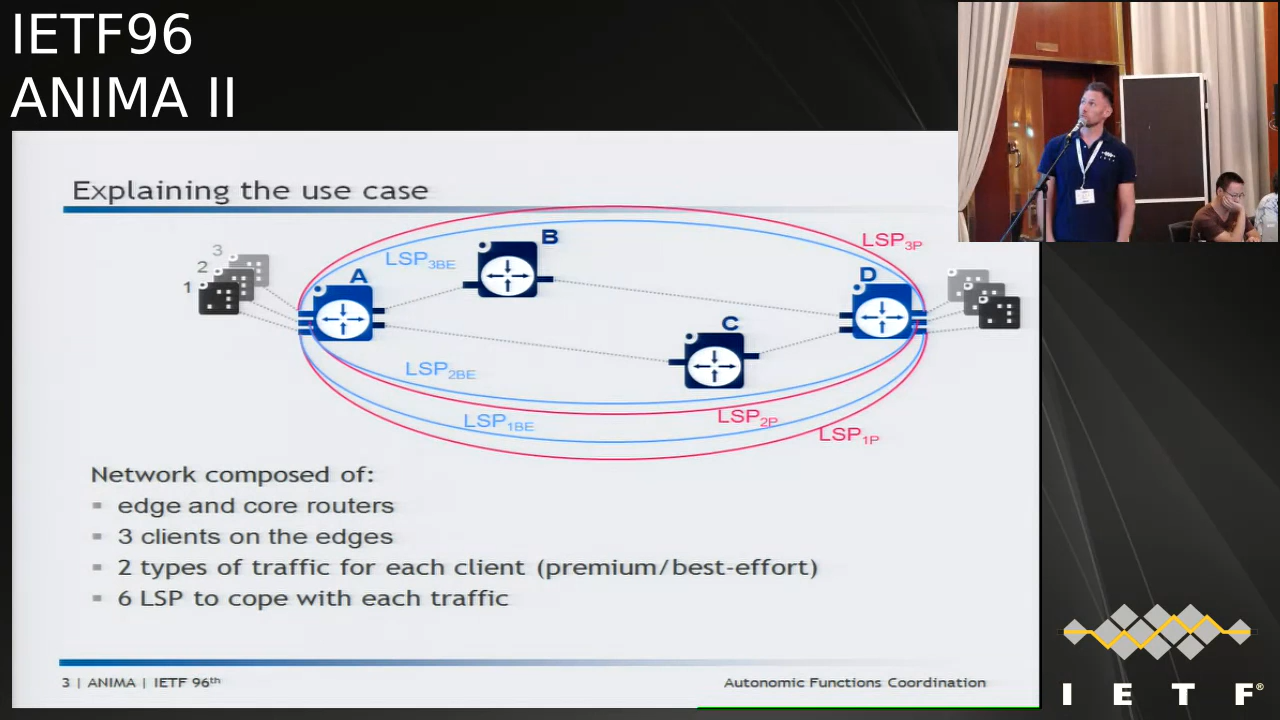 IETF96
ANIMA II
Explaining the use case
B
LSP3P
LSP3BE
3
2
1
A
D
C
LSP2BE
LSP2P
LSP1BE
LSP1P
Network composed of:
edge and core routers
3 clients on the edges
2 types of traffic for each client (premium/best-effort)
6 LSP to cope with each traffic
3 | ANIMA | IETF 96th
Autonomic Functions Coordination
I E T F®